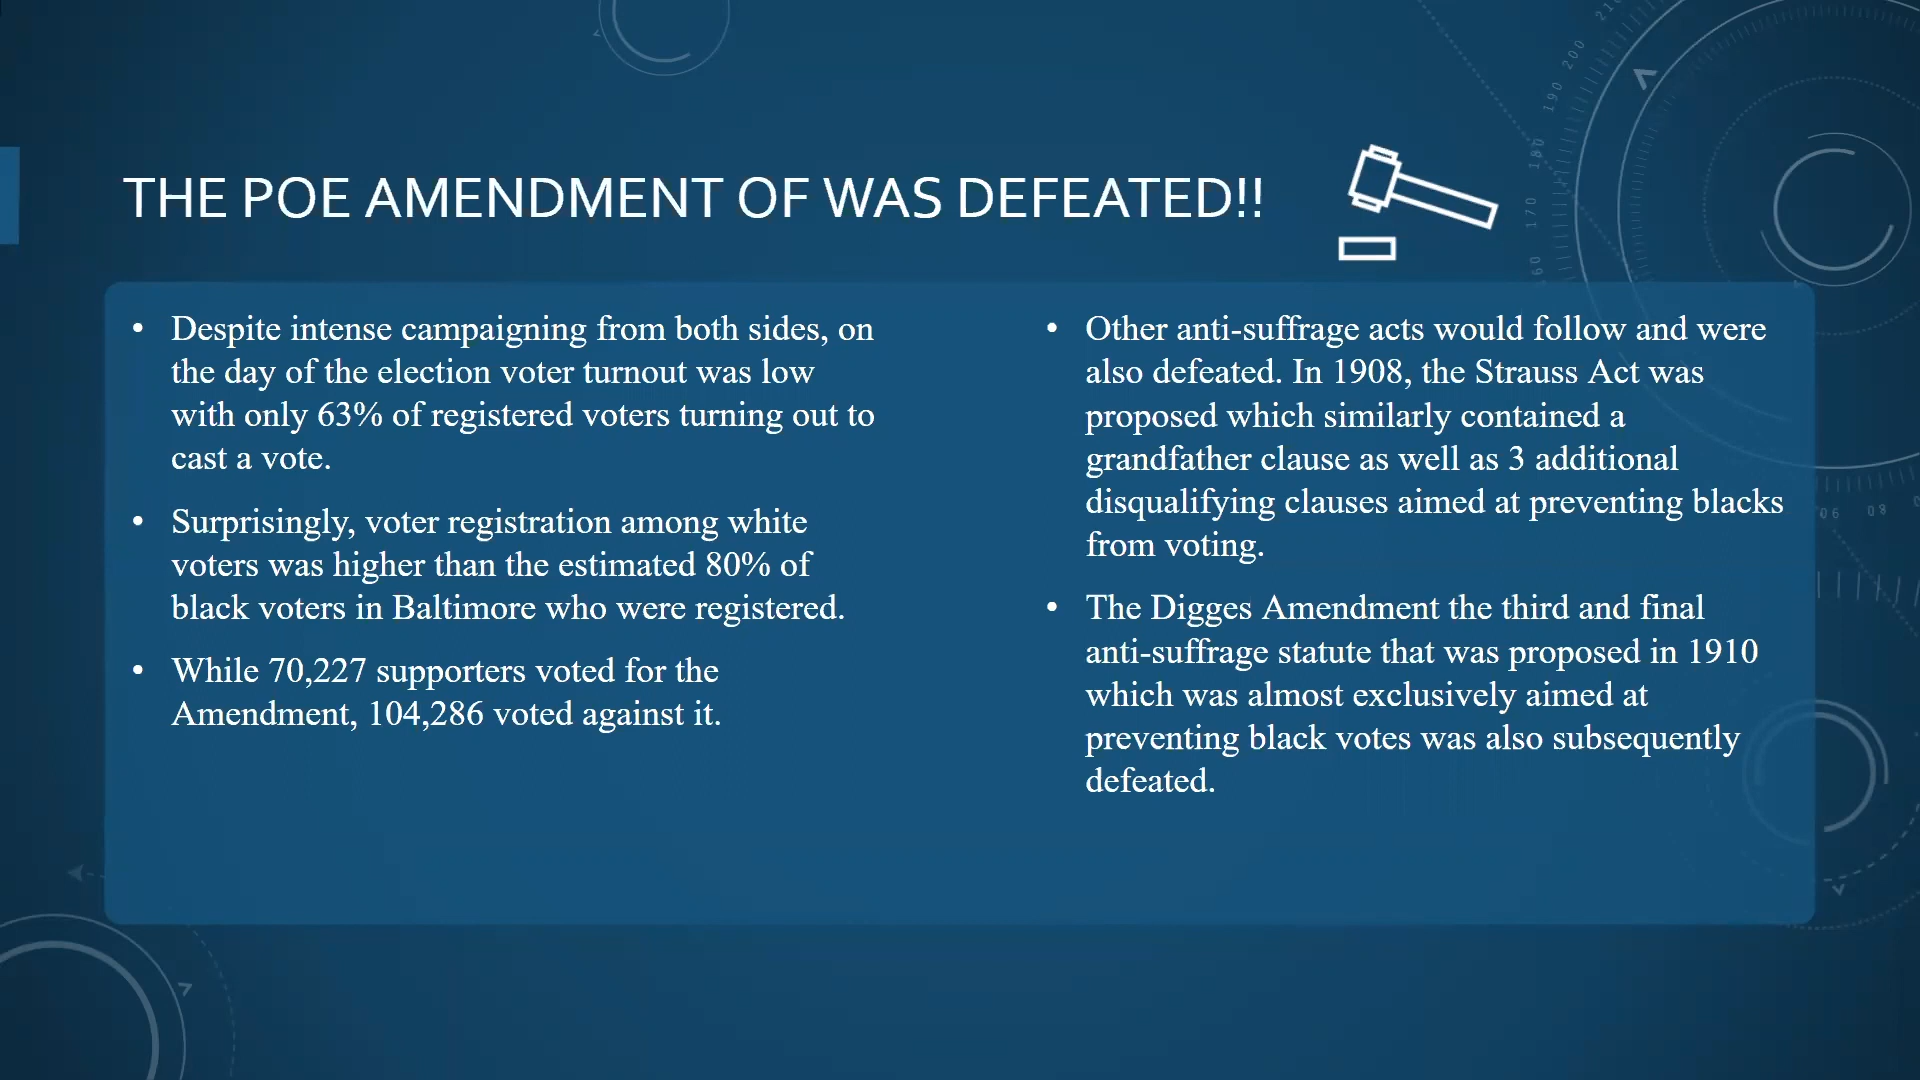 THE POE AMENDMENT OF WAS DEFEATED!!
• Despite intense campaigning from both sides, on
the day of the election voter turnout was low
with only 63% of registered voters turning out to
cast a vote.
• Surprisingly, voter registration among white
voters was higher than the estimated 80% of
black voters in Baltimore who were registered.
• While 70,227 supporters voted for the
Amendment, 104,286 voted against it.
• Other anti-suffrage acts would follow and were
also defeated. In 1908, the Strauss Act was
proposed which similarly contained a
grandfather clause as well as 3 additional
disqualifying clauses aimed at preventing blacks
from voting.
• The Digges Amendment the third and final
anti-suffrage statute that was proposed in 1910
which was almost exclusively aimed at
preventing black votes was also subsequently
defeated.
200
190
180
170